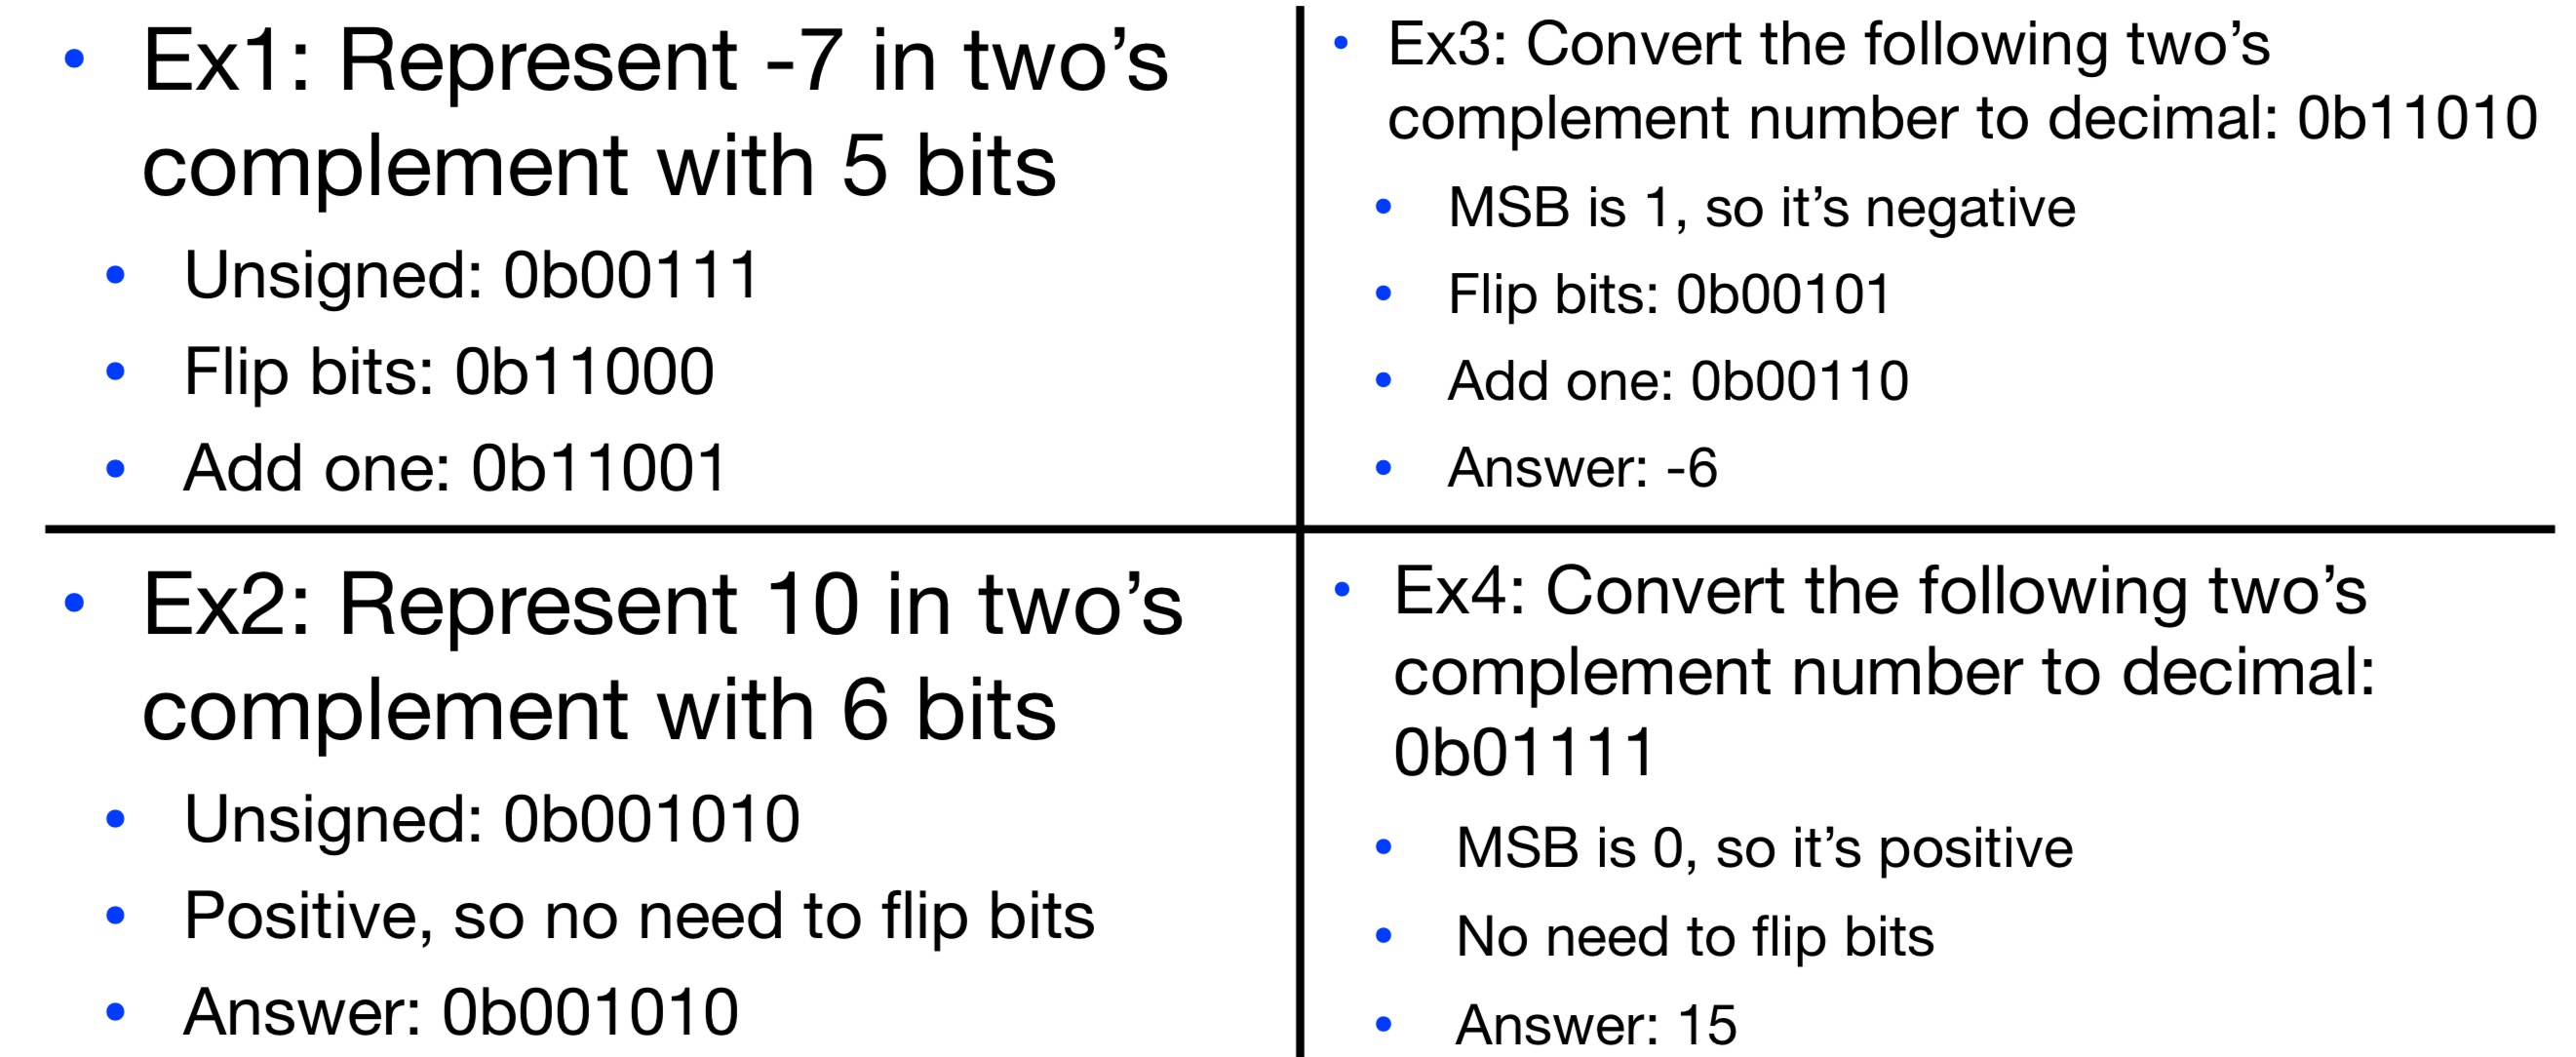 • Ex1: Represent -7 in two’s
complement with 5 bits
• Unsigned: 0b00111
• Flip bits: 0b11000
• Add one: 0b11001
• Ex2: Represent 10 in two’s
complement with 6 bits
• Unsigned: 0b001010
• Positive, so no need to flip bits
• Answer: 0b001010
• Ex3: Convert the following two’s
complement number to decimal: 0b11010
• MSB is 1, so it’s negative
• Flip bits: 0b00101
• Add one: 0b00110
• Answer: -6
• Ex4: Convert the following two’s
complement number to decimal:
0b01111
• MSB is 0, so it’s positive
• No need to flip bits
• Answer: 15